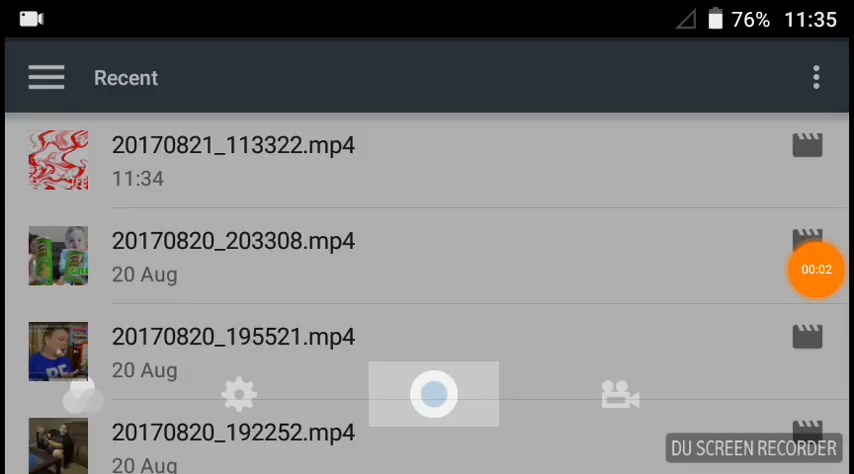 76% 11:35
Recent
20170821_113322.mp4
11:34
20170820_203308.mp4
20 Aug
00:02
20170820_195521.mp4
20 Aug
20170820_192252.mp4
20 Aug
DU SCREEN RECORDER